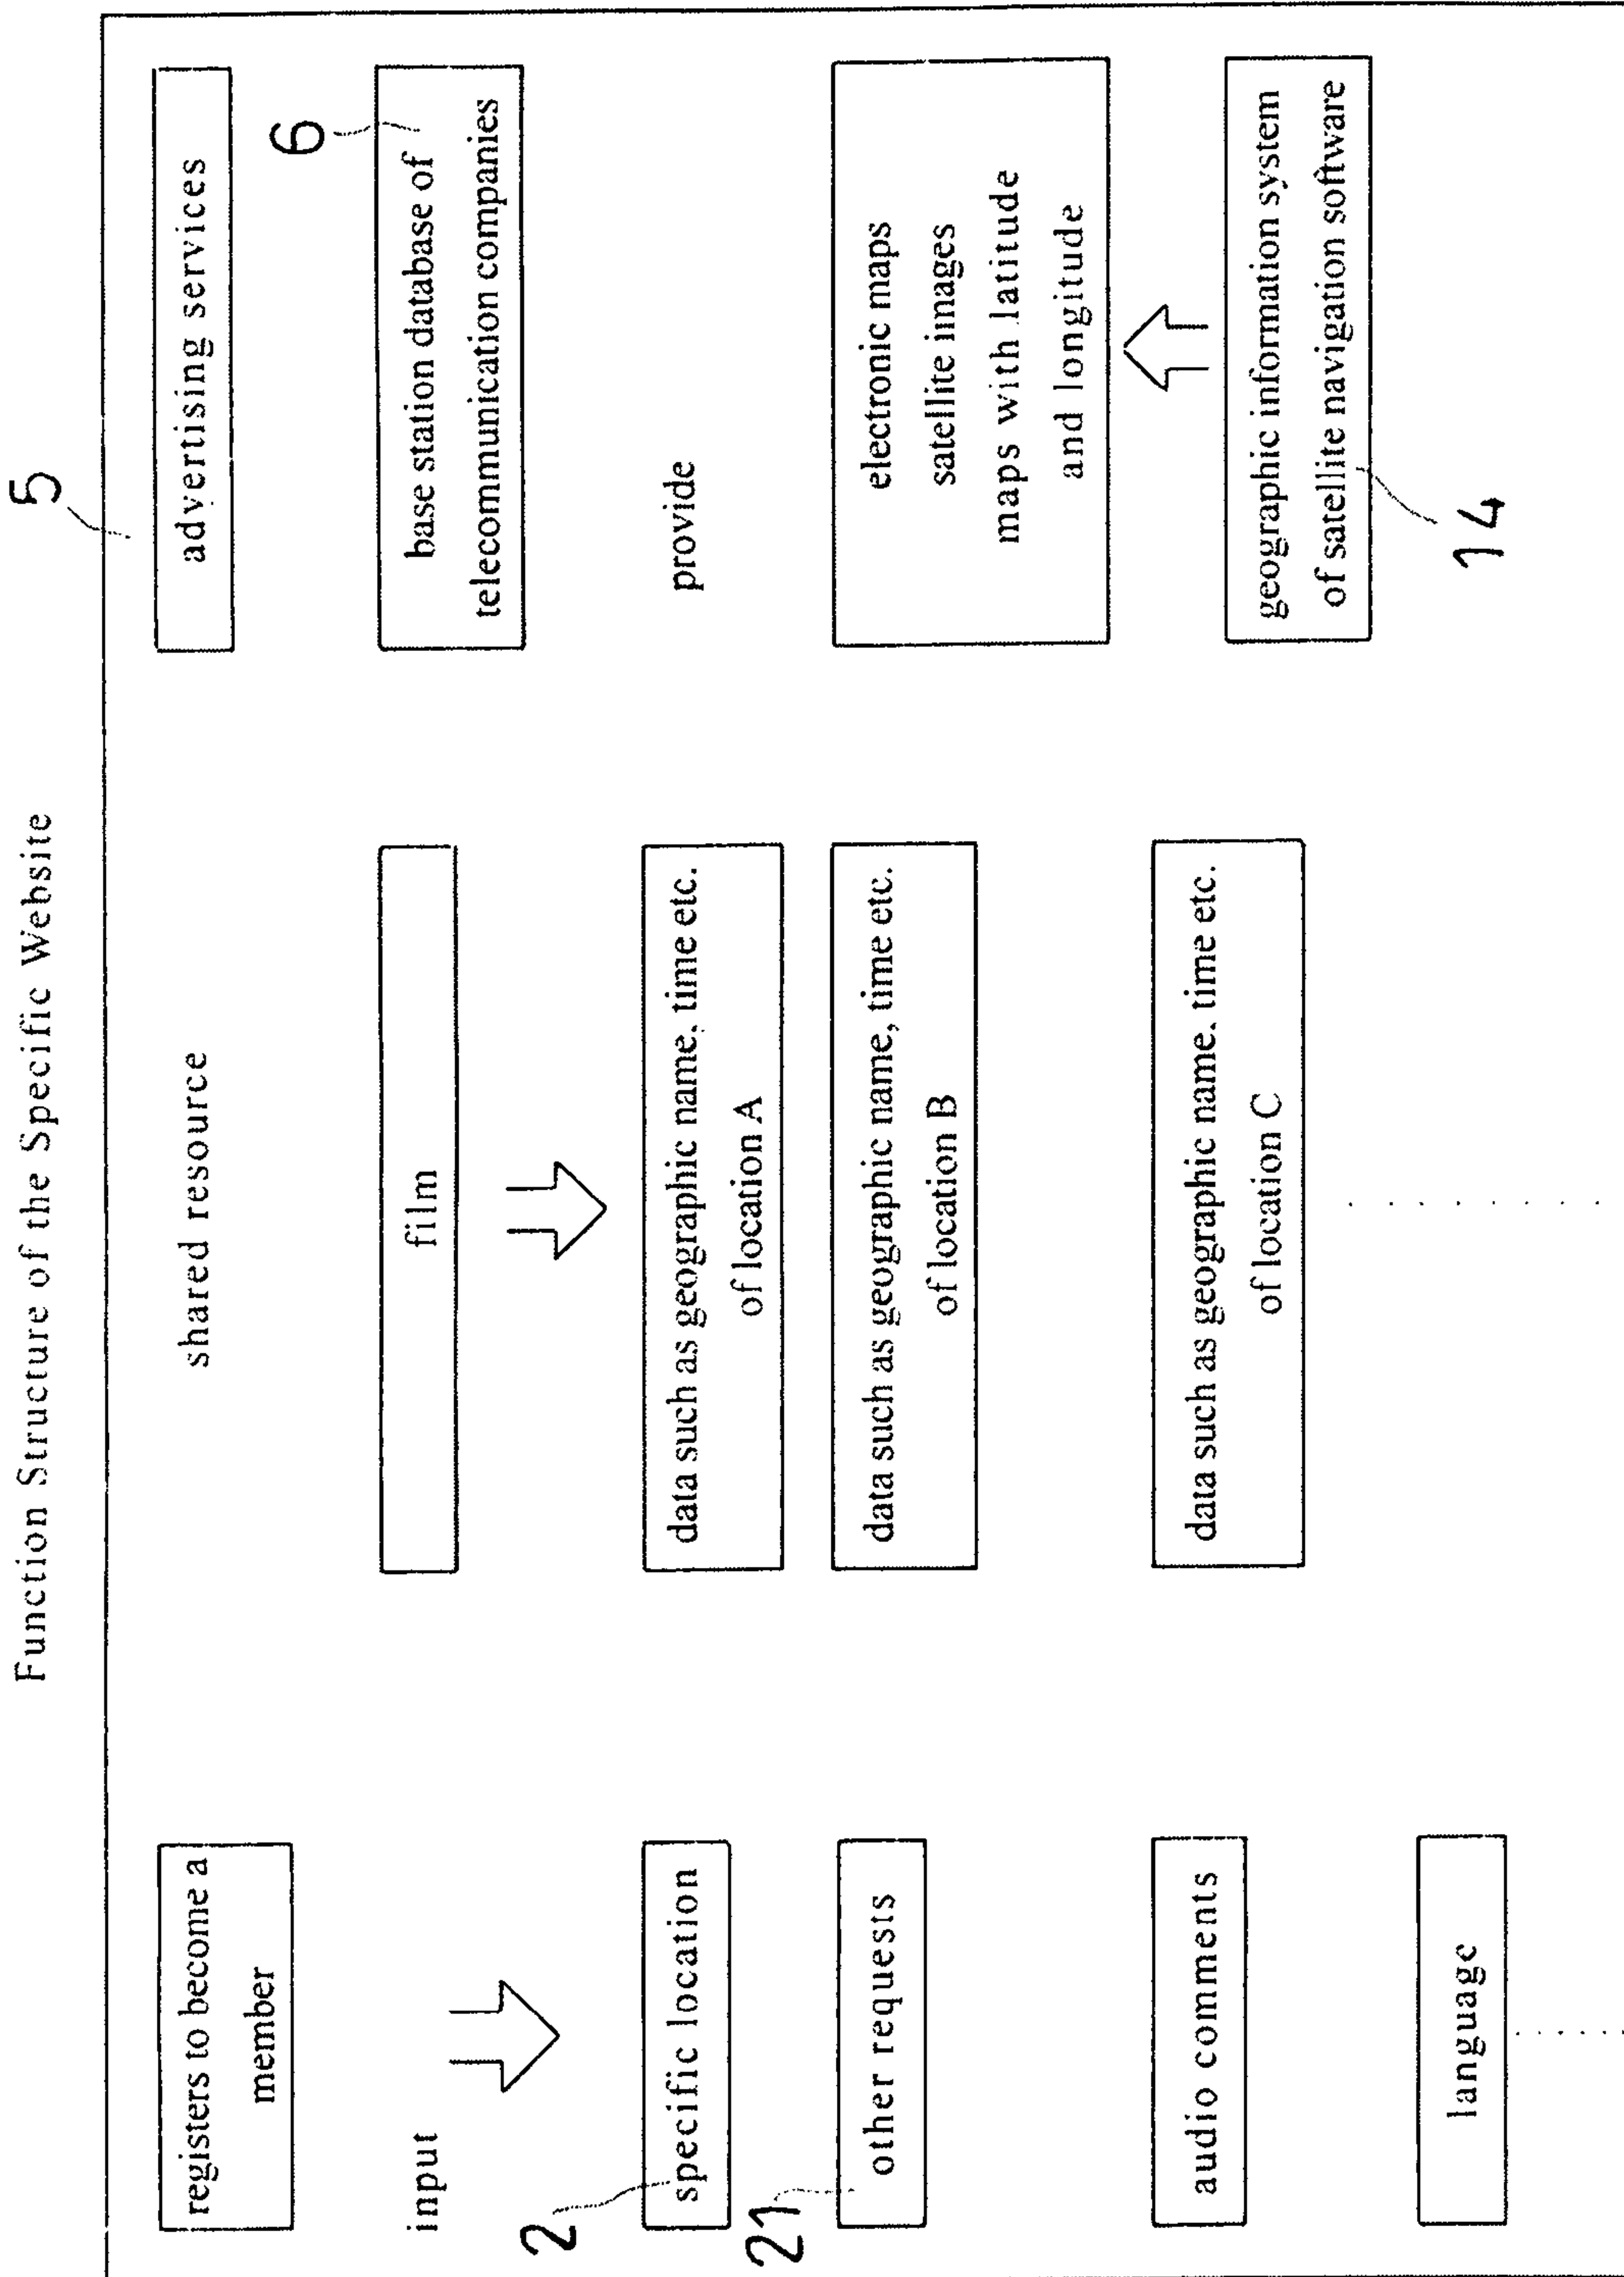 Function Structure of the Specific Website
5
registers to become a
member
input
2
specific location
21
other requests
audio comments
language
shared resource
film
data such as geographic name, time etc.
of location A
data such as geographic name, time etc.
of location B
data such as geographic name, time etc.
of location C
advertising services
6
base station database of
telecommunication companies
provide
electronic maps
satellite images
maps with latitude
and longitude
geographic information system
of satellite navigation software
14